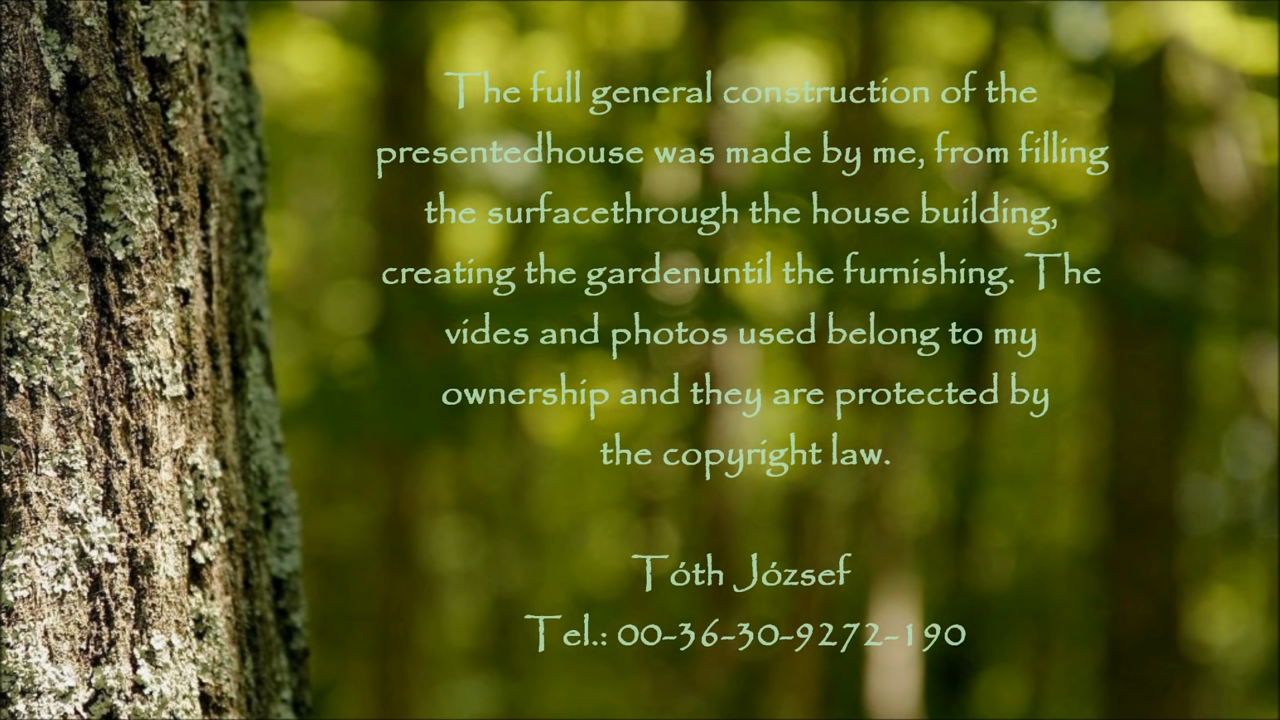 The full general construction of the
presentedhouse was made by me, from filling
the surfacethrough the house building,
creating the gardenuntil the furnishing. The
vides and photos used belong to my
ownership and they are protected by
the copyright law.
Tóth József
Tel.: 00-36-30-9272-190